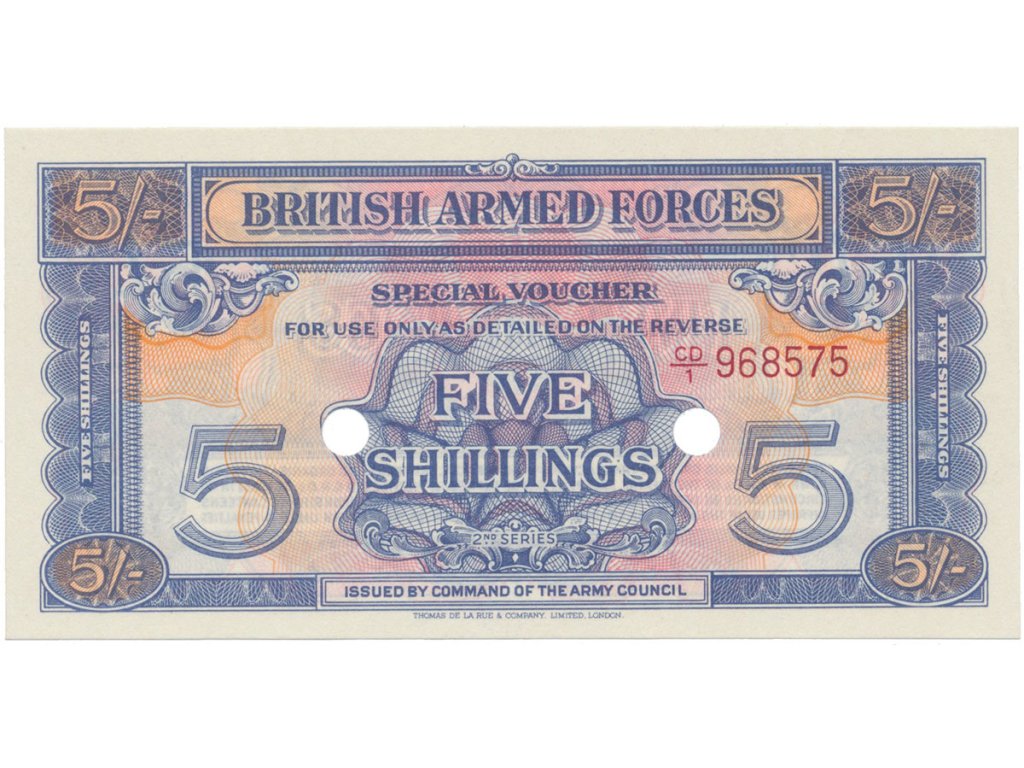 5/- BRITISH ARMED FORCES 5/-
SPECIAL VOUCHER
FOR USE ONLY AS DETAILED ON THE REVERSE
CD/1 968575
FIVE SHILLINGS
FIVE SHILLINGS
FIVE
5 SHILLINGS 5
2ND SERIES
5/- 5/-
ISSUED BY COMMAND OF THE ARMY COUNCIL
THOMAS DE LA RUE & COMPANY, LIMITED, LONDON.